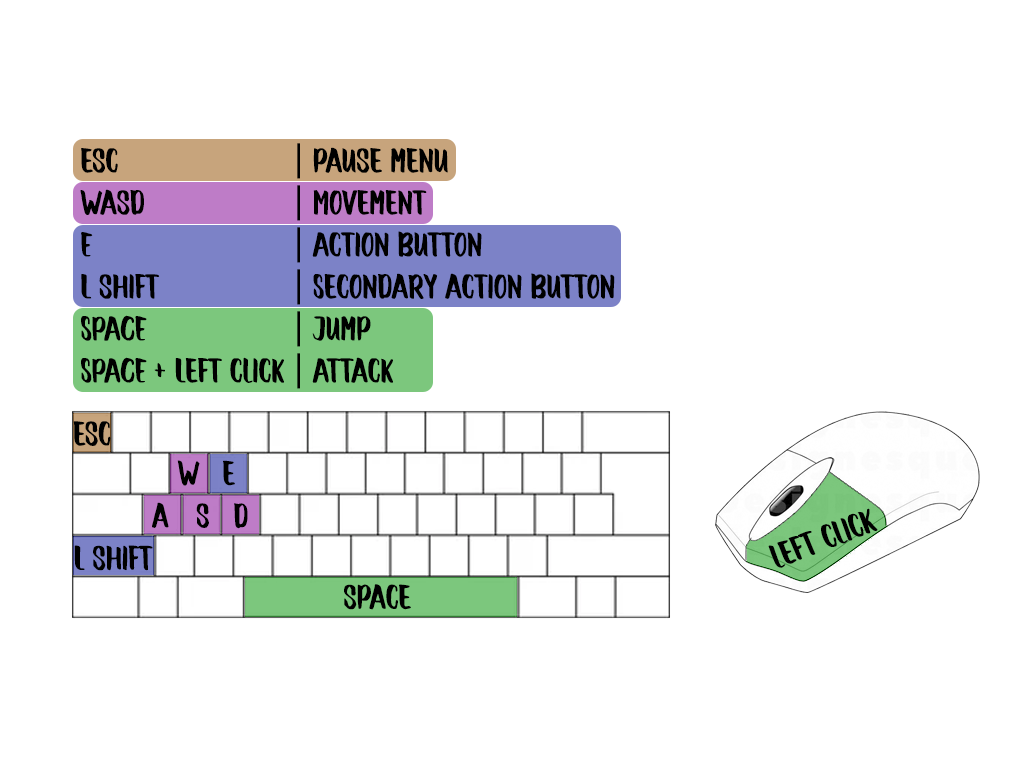 ESC | PAUSE MENU
WASD | MOVEMENT
E | ACTION BUTTON
L SHIFT | SECONDARY ACTION BUTTON
SPACE | JUMP
SPACE + LEFT CLICK | ATTACK
ESC
W E
A S D
L SHIFT
SPACE
LEFT CLICK